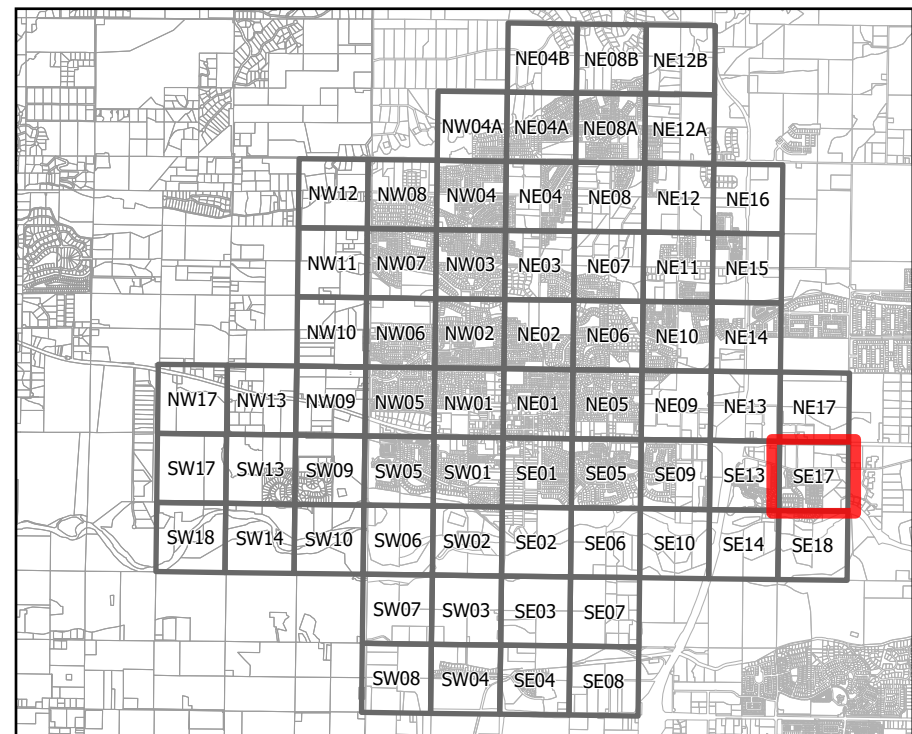 NE04B NE08B NE12B
NW04A NE04A NE08A NE12A
NW12 NW08 NW04 NE04 NE08 NE12 NE16
NW11 NW07 NW03 NE03 NE07 NE11 NE15
NW10 NW06 NW02 NE02 NE06 NE10 NE14
NW17 NW13 NW09 NW05 NW01 NE01 NE05 NE09 NE13 NE17
SW17 SW13 SW09 SW05 SW01 SE01 SE05 SE09 SE13 SE17
SW18 SW14 SW10 SW06 SW02 SE02 SE06 SE10 SE14 SE18
SW07 SW03 SE03 SE07
SW08 SW04 SE04 SE08